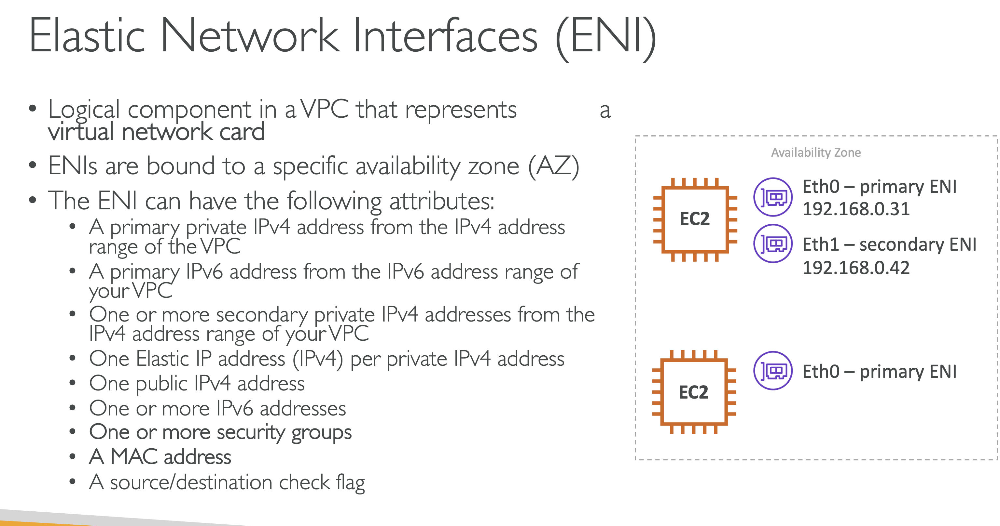 Elastic Network Interfaces (ENI)
• Logical component in a VPC that represents a
virtual network card
• ENIs are bound to a specific availability zone (AZ)
• The ENI can have the following attributes:
• A primary private IPv4 address from the IPv4 address
range of the VPC
• A primary IPv6 address from the IPv6 address range of
your VPC
• One or more secondary private IPv4 addresses from the
IPv4 address range of your VPC
• One Elastic IP address (IPv4) per private IPv4 address
• One public IPv4 address
• One or more IPv6 addresses
• One or more security groups
• A MAC address
• A source/destination check flag
Availability Zone
EC2
Eth0 – primary ENI
192.168.0.31
Eth1 – secondary ENI
192.168.0.42
EC2
Eth0 – primary ENI